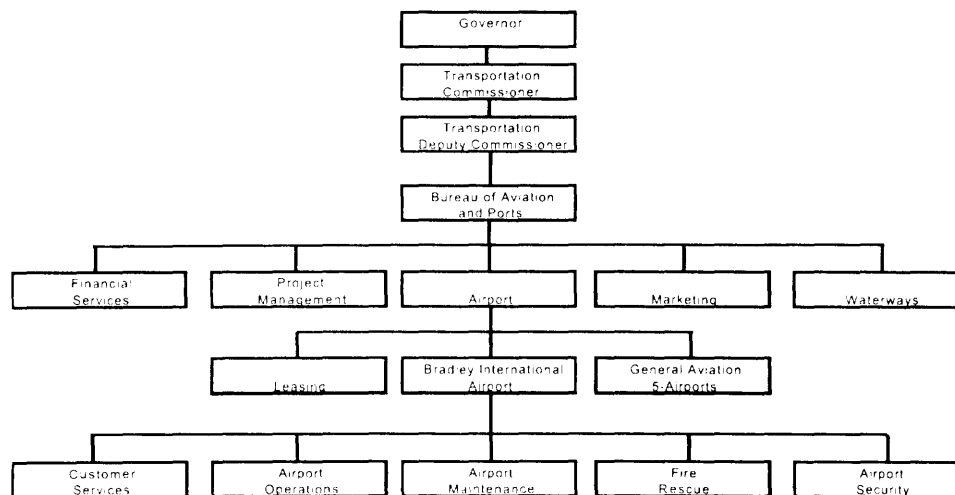 Governor
Transportation
Commissioner
Transportation
Deputy Commissioner
Bureau of Aviation
and Ports
Financial
Services
Project
Management
Airport
Marketing
Waterways
Leasing
Bradley International
Airport
General Aviation
5-Airports
Customer
Services
Airport
Operations
Airport
Maintenance
Fire
Rescue
Airport
Security